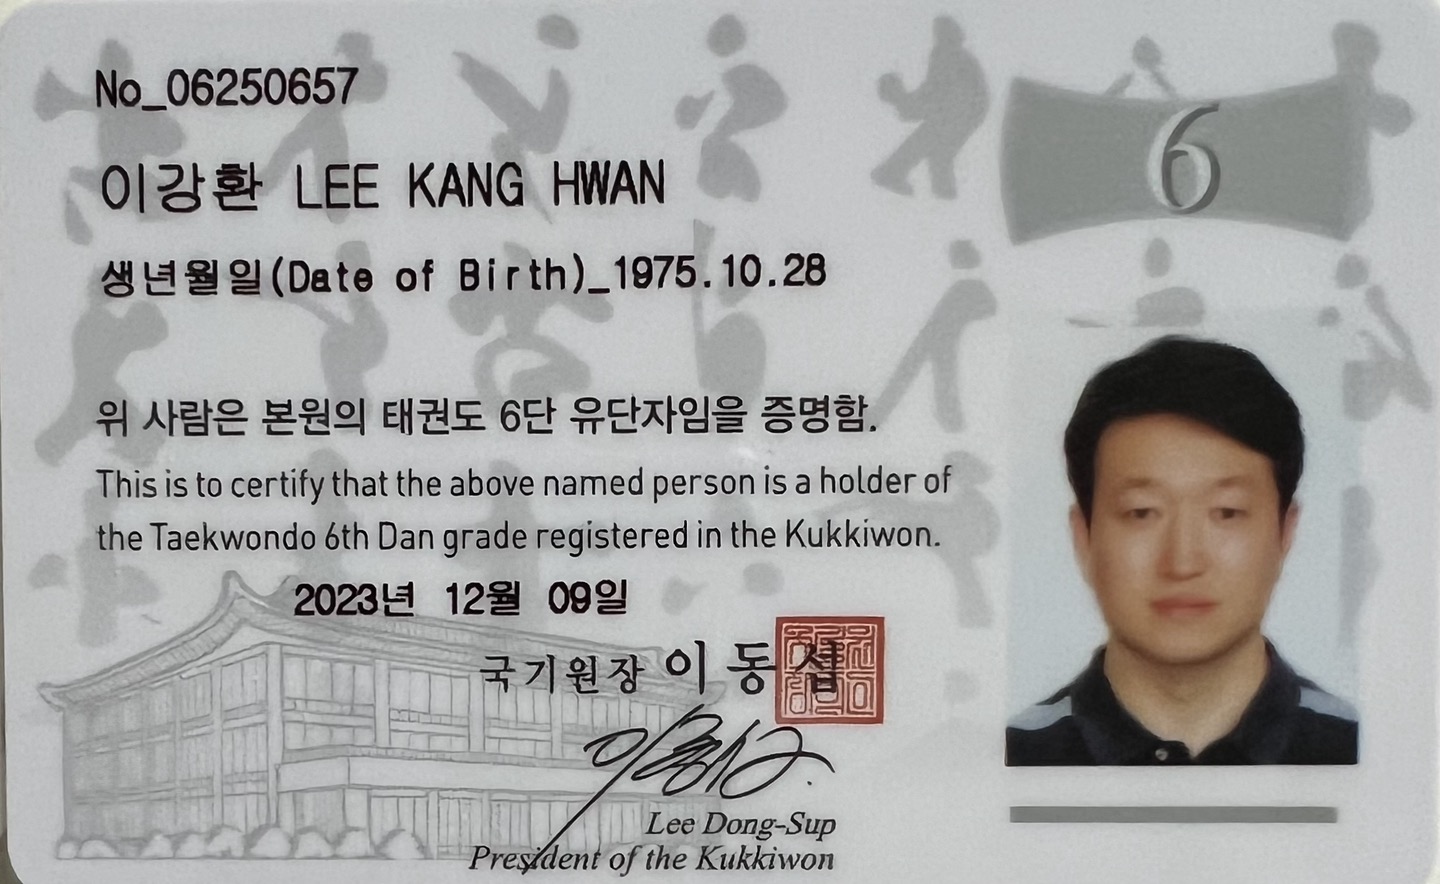 No_06250657
6
이강환 LEE KANG HWAN
생년월일(Date of Birth)_1975.10.28
위 사람은 본원의 태권도 6단 유단자임을 증명함.
This is to certify that the above named person is a holder of
the Taekwondo 6th Dan grade registered in the Kukkiwon.
2023년 12월 09일
국기원장 이동섭
Lee Dong-Sup
President of the Kukkiwon